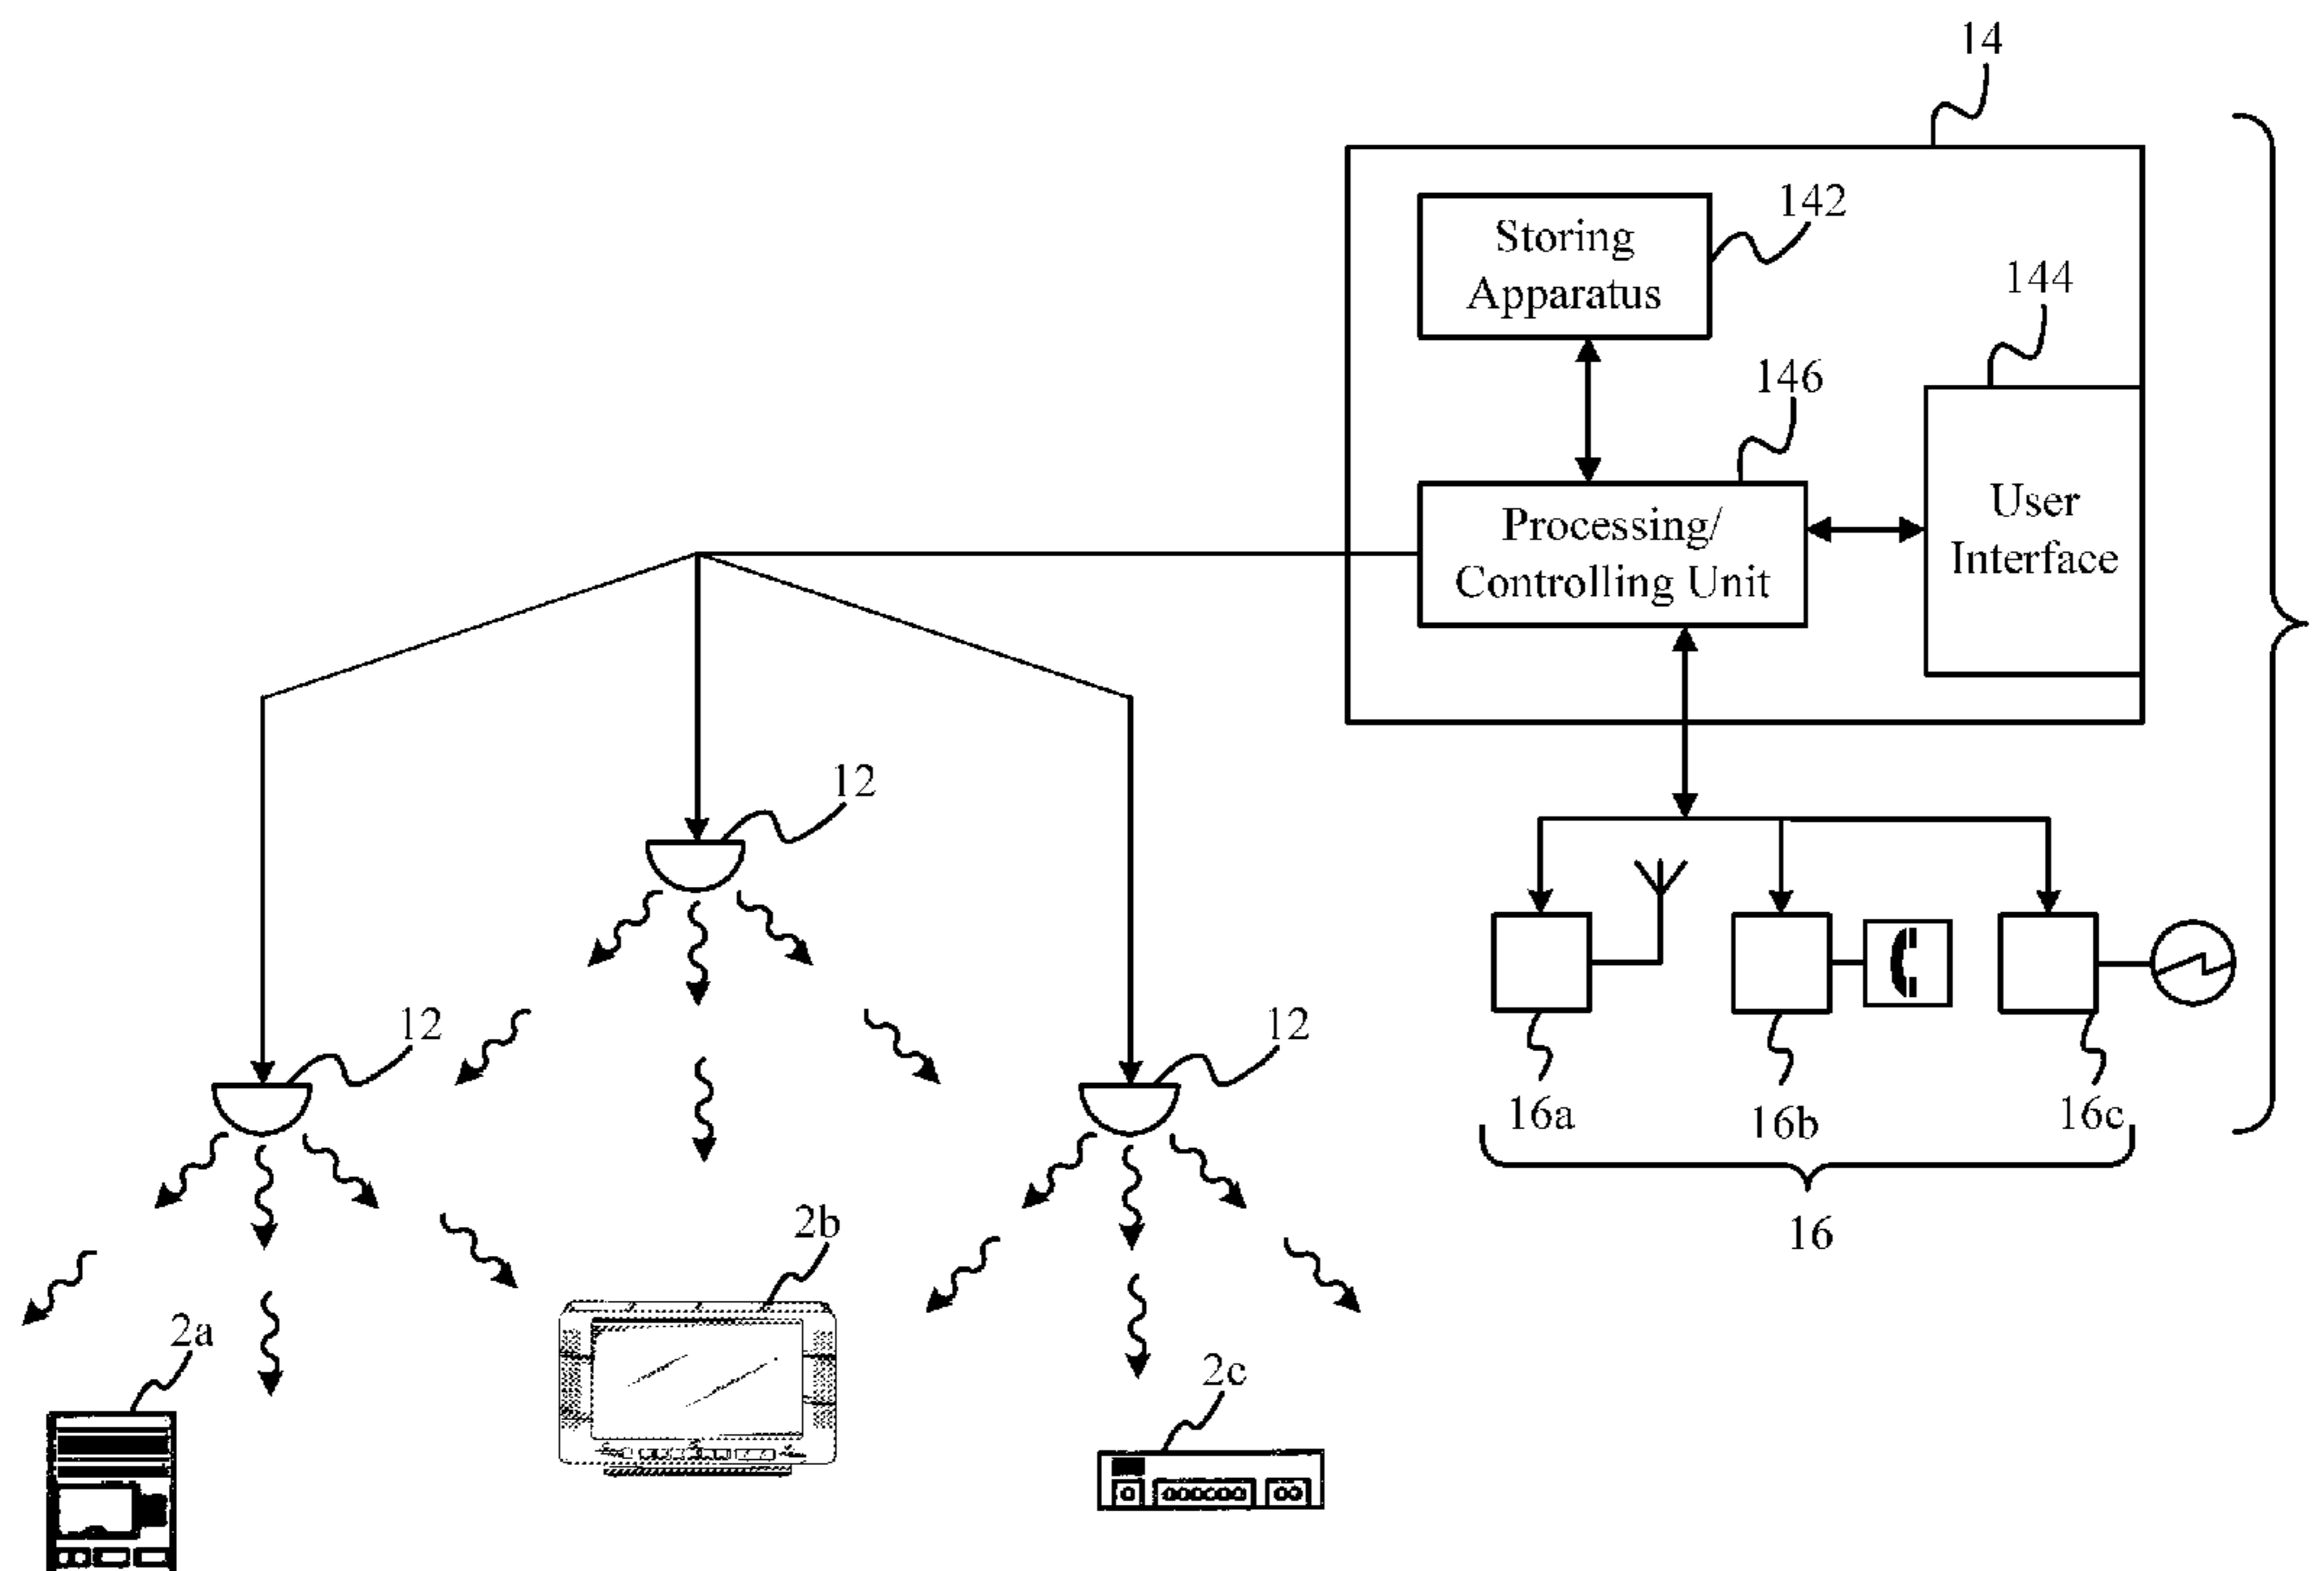 14
142
Storing
Apparatus
144
146
Processing/
Controlling Unit
User
Interface
12
12
12
16a
16b
16c
16
2a
2b
2c